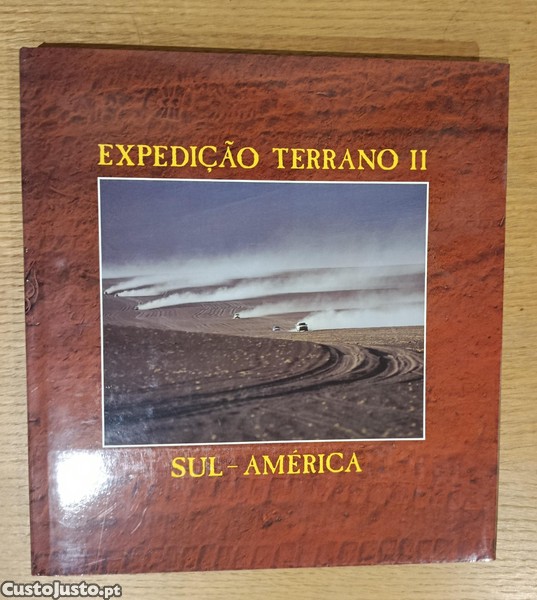 EXPEDIÇÃO TERRANO II
SUL - AMÉRICA
CustoJusto.pt